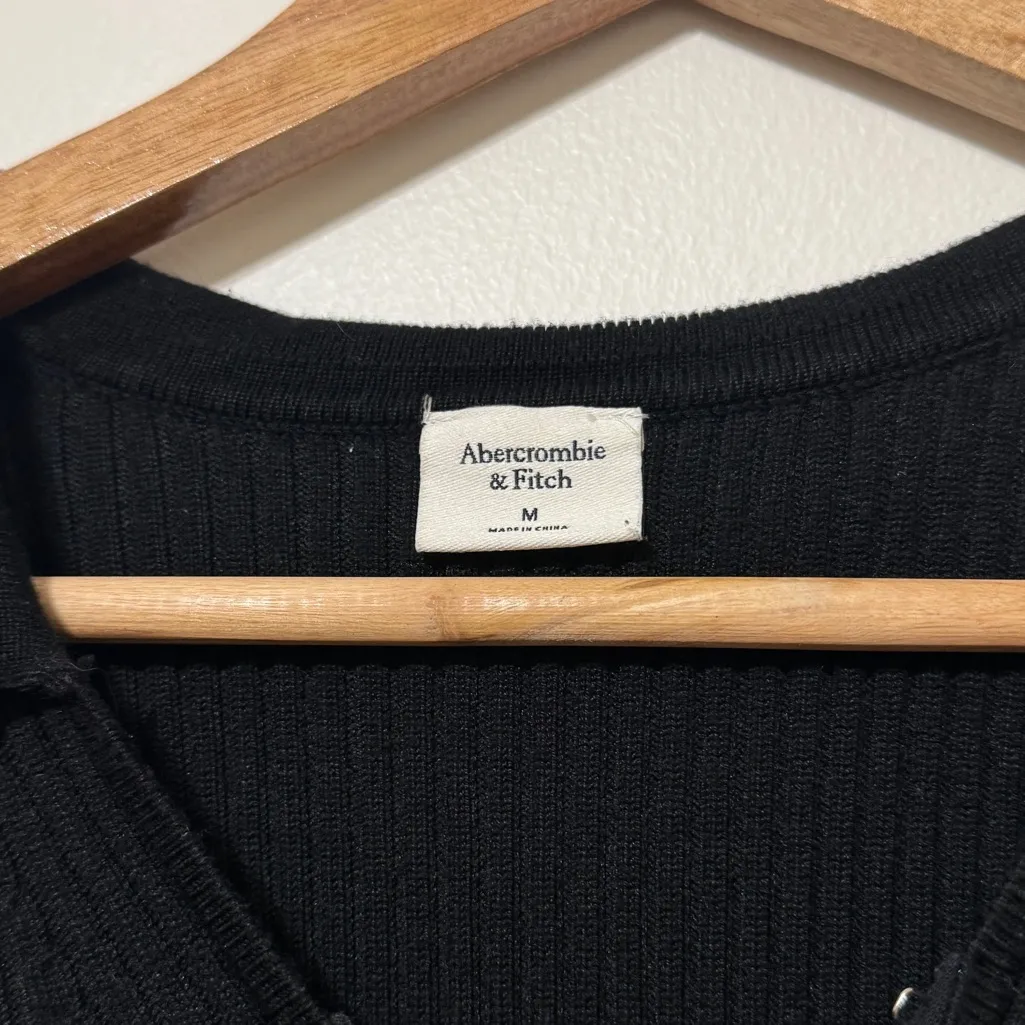 Abercrombie
& Fitch
M
MADE IN CHINA